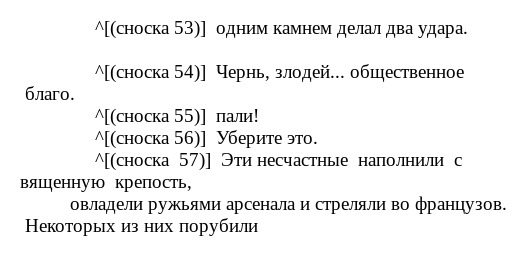 ^[(сноска 53)] одним камнем делал два удара.
^[(сноска 54)] Чернь, злодей... общественное
благо.
^[(сноска 55)] пали!
^[(сноска 56)] Уберите это.
^[(сноска 57)] Эти несчастные наполнили с
вященную крепость,
овладели ружьями арсенала и стреляли во французов.
Некоторых из них порубили